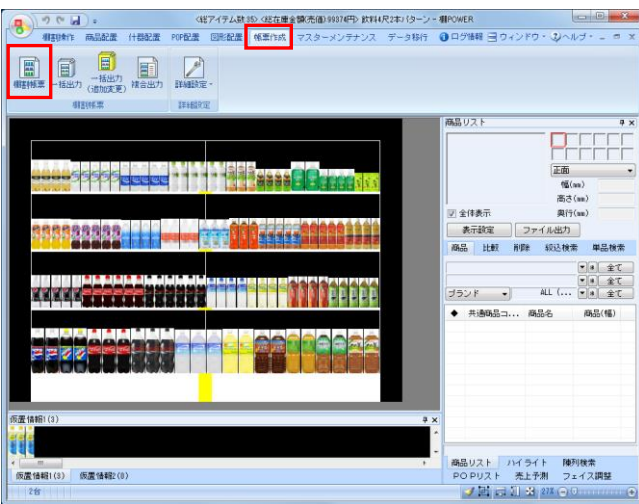 <総アイテム数:35> <総在庫金額(売価):99374円> 飲料4尺2本パターン - 棚POWER
棚割操作 商品配置 什器配置 POP配置 図形配置 帳票作成 マスターメンテナンス データ移行 ログ情報 ウィンドウ ヘルプ
棚割帳票 一括出力 一括出力(追加変更) 複合出力 詳細設定
棚割帳票 詳細設定
商品リスト
正面
幅(mm)
高さ(mm)
全体表示 奥行(mm)
表示設定 ファイル出力
商品 比較 削除 絞込検索 単品検索
全て
全て
ブランド ALL (... 全て
◆ 共通商品コ... 商品名 商品(幅)
仮置情報1(3)
仮置情報1(3) 仮置情報2(8)
商品リスト ハイライト 陳列検索
POPリスト 売上予測 フェイス調整
2台 27%